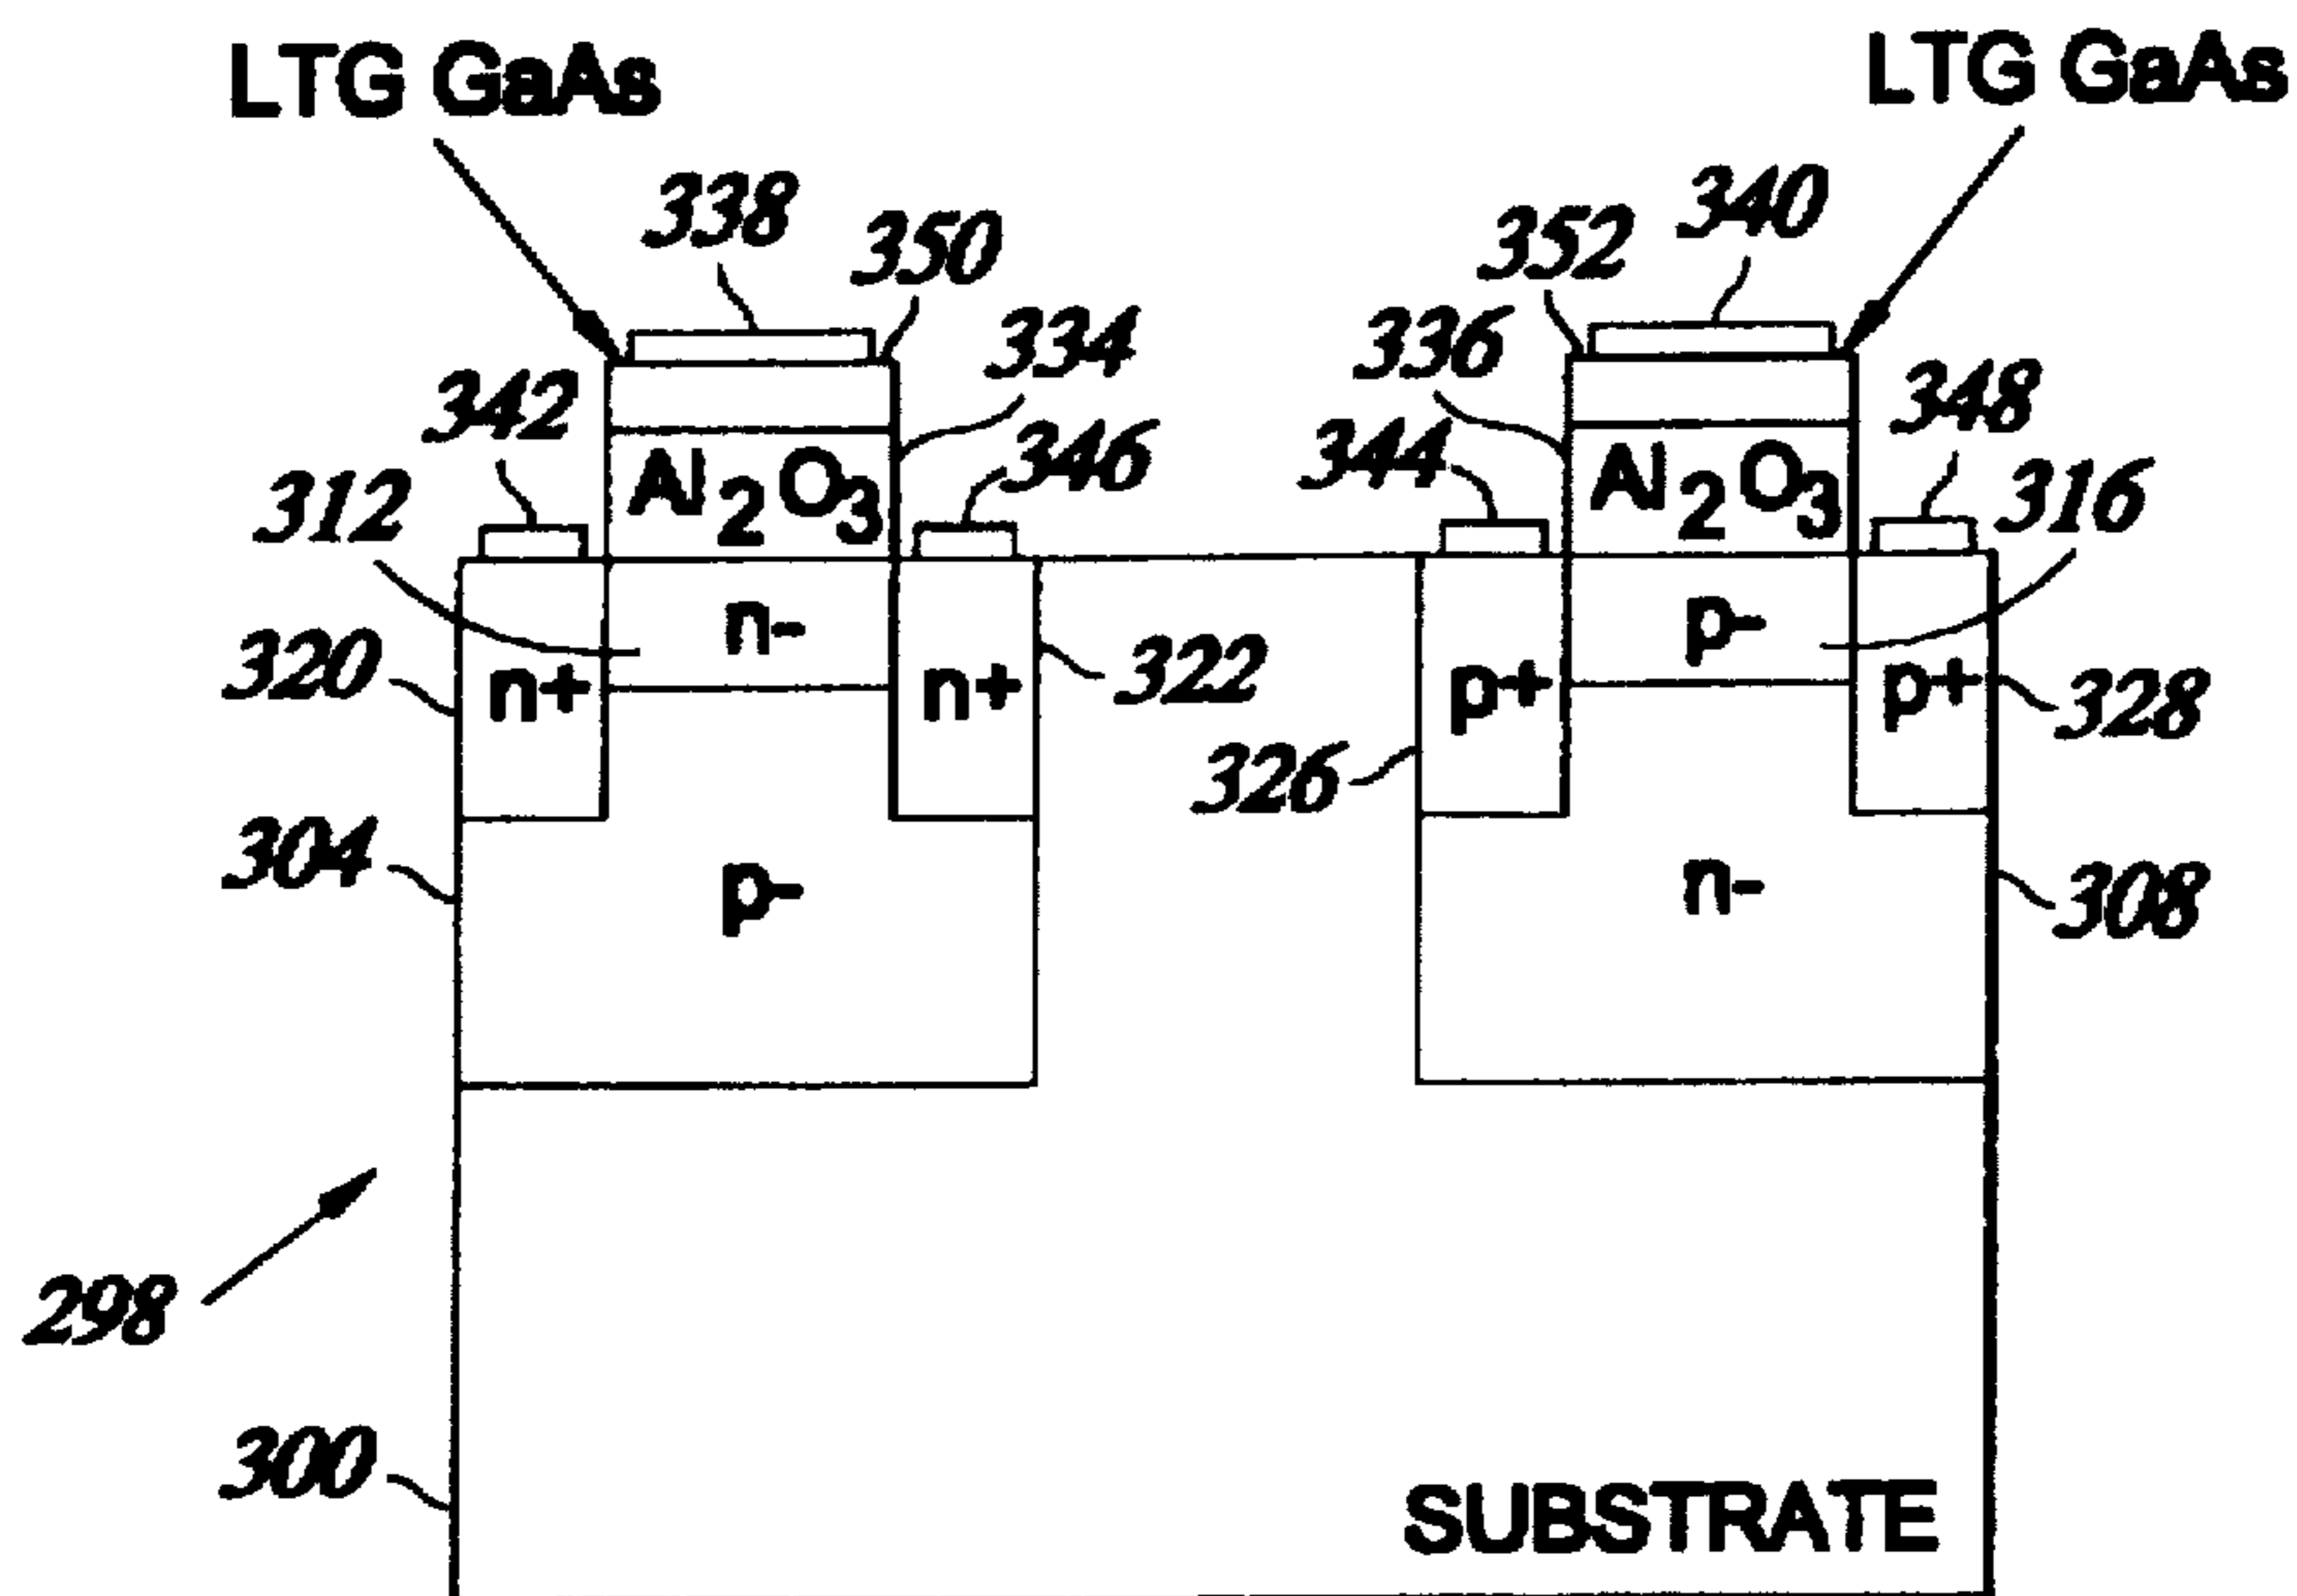 LTG GaAs
LTG GaAs
338
340
350
352
334
336
342
348
346
344
312
316
Al2O3
Al2O3
n-
p-
320
n+
n+
322
p+
p+
328
326
304
p-
n-
308
298
300
SUBSTRATE